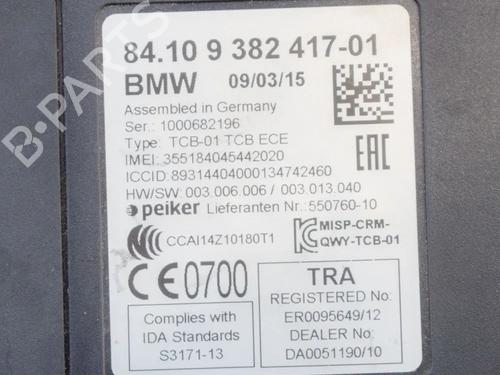 84.10 9 382 417-01
BMW 09/03/15
Assembled in Germany
Ser.: 1000682196
Type: TCB-01 TCB ECE
IMEI: 355184045442020
ICCID: 89314404000134742460
HW/SW: 003.006.006 / 003.013.040
peiker Lieferanten Nr.:550760-10
EAC
CCAI14Z10180T1
MISP-CRM-
QWY-TCB-01
CE0700
Complies with
IDA Standards
S3171-13
TRA
REGISTERED No:
ER0095649/12
DEALER No:
DA0051190/10
B-PARTS